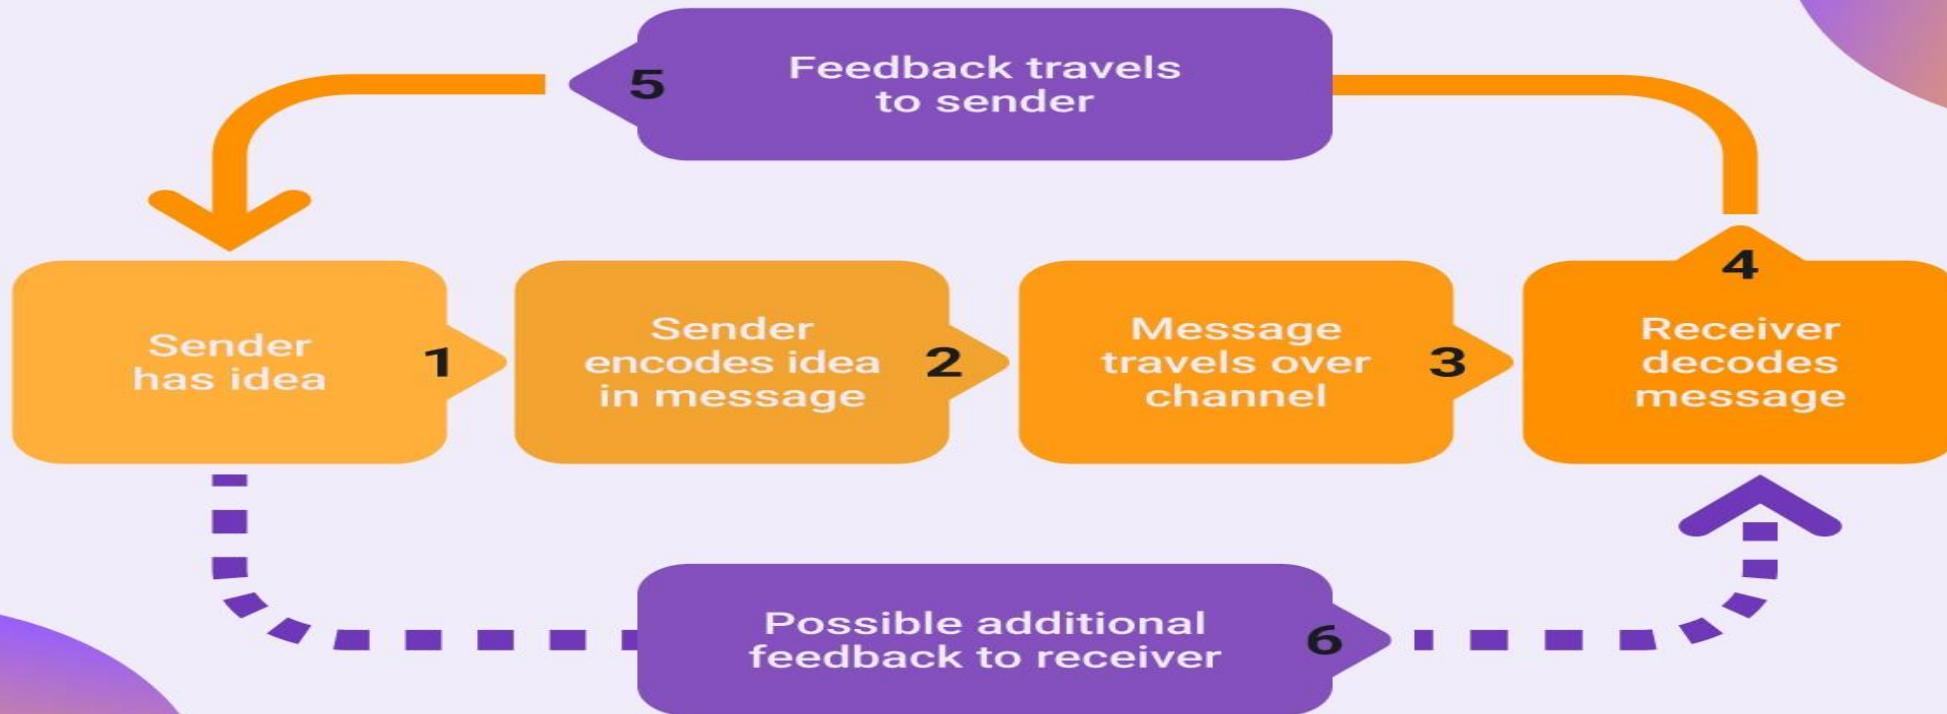 5
Feedback travels
to sender
Sender
has idea
1
Sender
encodes idea
in message
2
Message
travels over
channel
3
4
Receiver
decodes
message
Possible additional
feedback to receiver
6